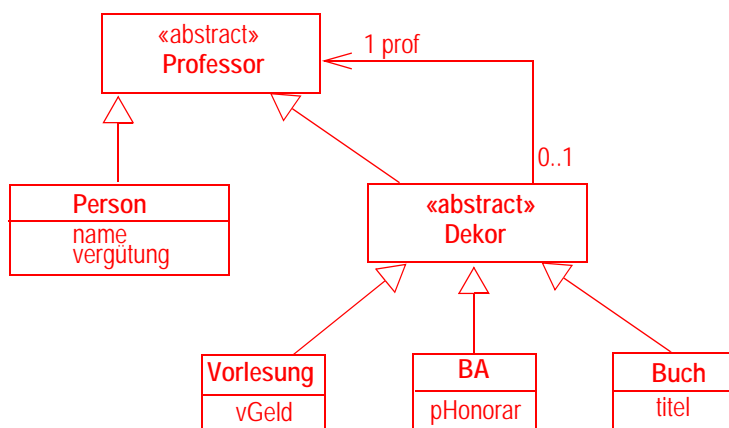 «abstract»
Professor
1 prof
0..1
Person
name
vergütung
«abstract»
Dekor
Vorlesung
vGeld
BA
pHonorar
Buch
titel